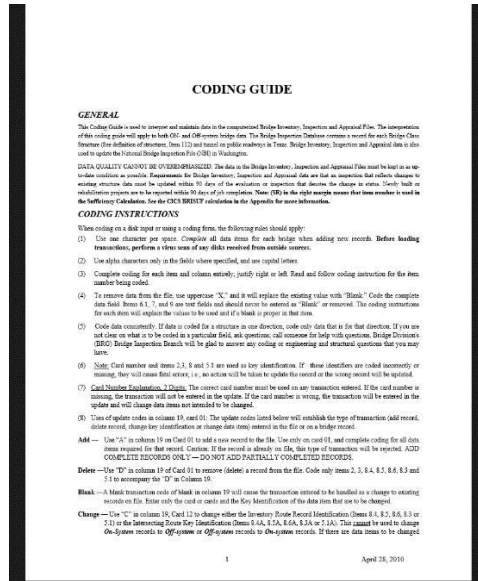 CODING GUIDE
GENERAL
This Coding Guide is used to interpret and maintain data in the computerized Bridge Inventory, Inspection and Appraisal Files. The interpretation
of this coding guide will apply to both ON- and Off-system bridge data. The Bridge Inspection Database contains a record for each Bridge Class
Structure (See definition of structures, Item 112) and tunnel on public roadways in Texas. Bridge Inventory, Inspection and Appraisal data is also
used to update the National Bridge Inspection File (NBI) in Washington.
DATA QUALITY CANNOT BE OVEREMPHASIZED. The data in the Bridge Inventory, Inspection and Appraisal Files must be kept in as up-
to-date condition as possible. Requirements for Bridge Inventory, Inspection and Appraisal data are that an inspection that reflects changes to
existing structure data must be updated within 90 days of the evaluation or inspection that denotes the change in status. Newly built or
rehabilitation projects are to be reported within 90 days of job completion. Note: (SR) in the right margin means that item number is used in
the Sufficiency Calculation. See the CICS BRISUF calculation in the Appendix for more information.
CODING INSTRUCTIONS
When coding on a disk input or using a coding form, the following rules should apply:
(1) Use one character per space. Complete all data items for each bridge when adding new records. Before loading
transactions, perform a virus scan of any disks received from outside sources.
(2) Use alpha characters only in the fields where specified, and use capital letters.
(3) Complete coding for each item and column entirely; justify right or left. Read and follow coding instruction for the item
number being coded.
(4) To remove data from the file, use uppercase "X," and it will replace the existing value with "Blank." Code the complete
data field. Items 6.1, 7, and 9 are text fields and should never be entered as "Blank" or removed. The coding instructions
for each item will explain the values to be used and if a blank is proper in that item.
(5) Code data consistently. If data is coded for a structure in one direction, code only data that is for that direction. If you are
not clear on what is to be coded in a particular field, ask questions; call someone for help with questions. Bridge Division's
(BRG) Bridge Inspection Branch will be glad to answer any coding or engineering and structural questions that you may
have.
(6) Note: Card number and items 2,3, 8 and 5.1 are used as key identification. If these identifiers are coded incorrectly or
missing, they will cause fatal errors; i.e., no action will be taken to update the record or the wrong record will be updated.
(7) Card Number Explanation, 2 Digits: The correct card number must be used on any transaction entered. If the card number is
missing, the transaction will not be entered in the update. If the card number is wrong, the transaction will be entered in the
update and will change data items not intended to be changed.
(8) Uses of update codes in column 19, card 01: The update codes listed below will establish the type of transaction (add record,
delete record, change key identification or change data item) entered in the file or on a bridge record.
Add — Use "A" in column 19 on Card 01 to add a new record to the file. Use only on card 01, and complete coding for all data
items required for that record. Caution: If the record is already on file, this type of transaction will be rejected. ADD
COMPLETE RECORDS ONLY — DO NOT ADD PARTIALLY COMPLETED RECORDS.
Delete —Use "D" in column 19 of Card 01 to remove (delete) a record from the file. Code only items 2, 3, 8.4, 8.5, 8.6, 8.3 and
5.1 to accompany the "D" in Column 19.
Blank —A blank transaction code of blank in column 19 will cause the transaction entered to be handled as a change to existing
records on file. Enter only the card or cards and the Key Identification of the data item that are to be changed.
Change — Use "C" in column 19, Card 12 to change either the Inventory Route Record Identification (Items 8.4, 8.5, 8.6, 8.3 or
5.1) or the Intersecting Route Key Identification (Items 8.4A, 8.5A, 8.6A, 8.3A or 5.1A). This cannot be used to change
On-System records to Off-system or Off-system records to On-system records. If there are data items to be changed
1
April 28, 2010